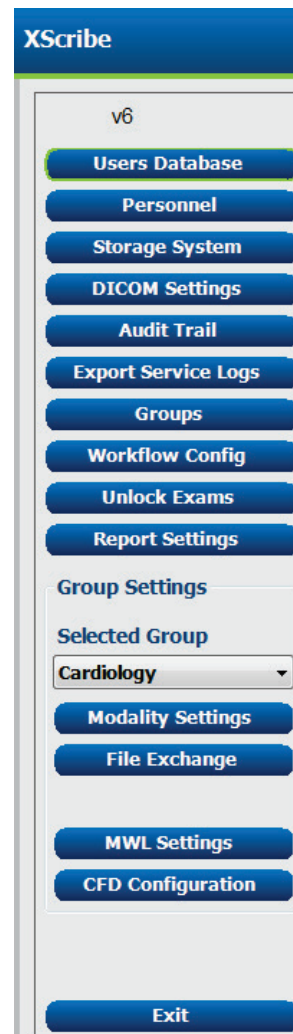 XScribe
v6
Users Database
Personnel
Storage System
DICOM Settings
Audit Trail
Export Service Logs
Groups
Workflow Config
Unlock Exams
Report Settings
Group Settings
Selected Group
Cardiology
Modality Settings
File Exchange
MWL Settings
CFD Configuration
Exit